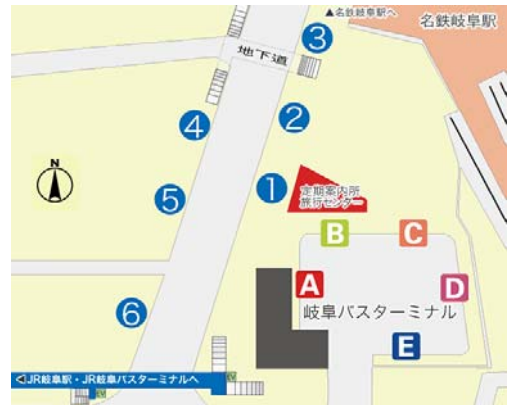 ▲名鉄岐阜駅へ
名鉄岐阜駅
3
地下道
2
4
N
1
定期案内所
旅行センター
5
B
C
A
D
岐阜バスターミナル
6
E
◀JR岐阜駅・JR岐阜バスターミナルへ
EV
EV